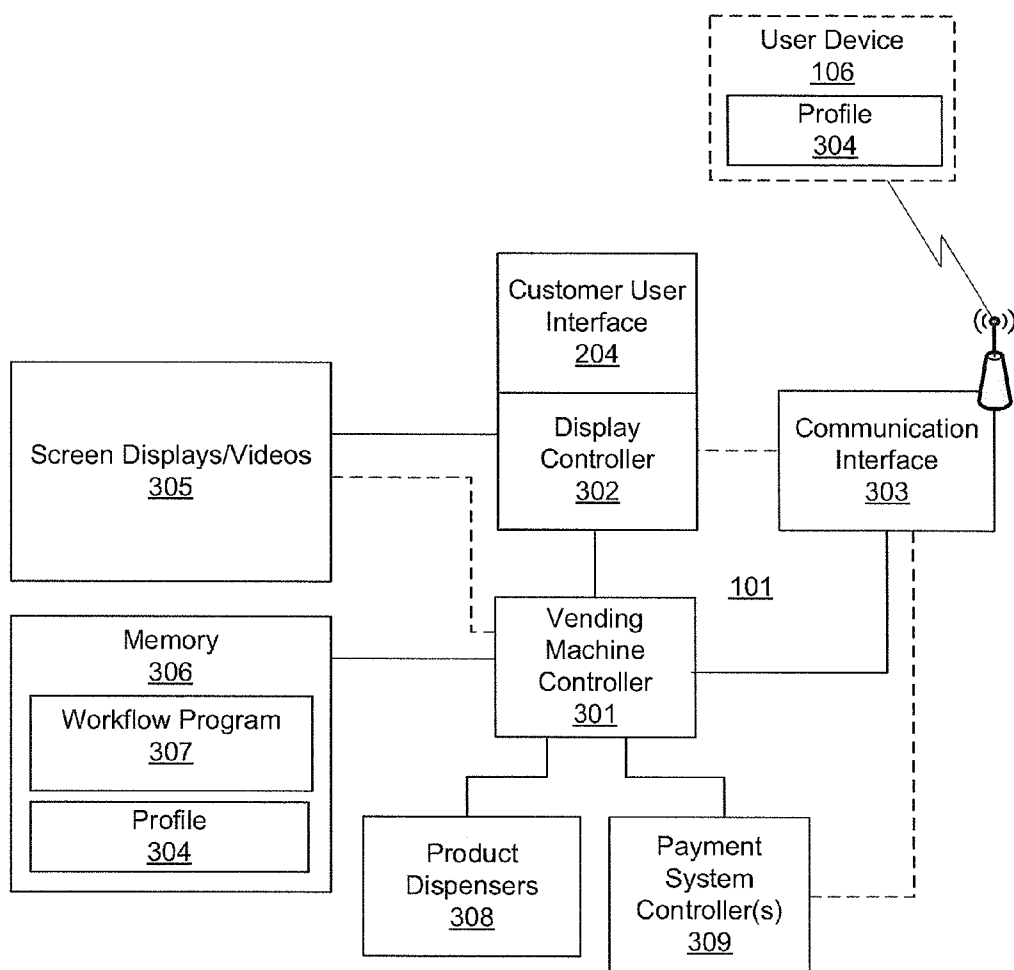 User Device
106
Profile
304
Customer User
Interface
204
Display
Controller
302
Screen Displays/Videos
305
Communication
Interface
303
101
Vending
Machine
Controller
301
Memory
306
Workflow Program
307
Profile
304
Product
Dispensers
308
Payment
System
Controller(s)
309